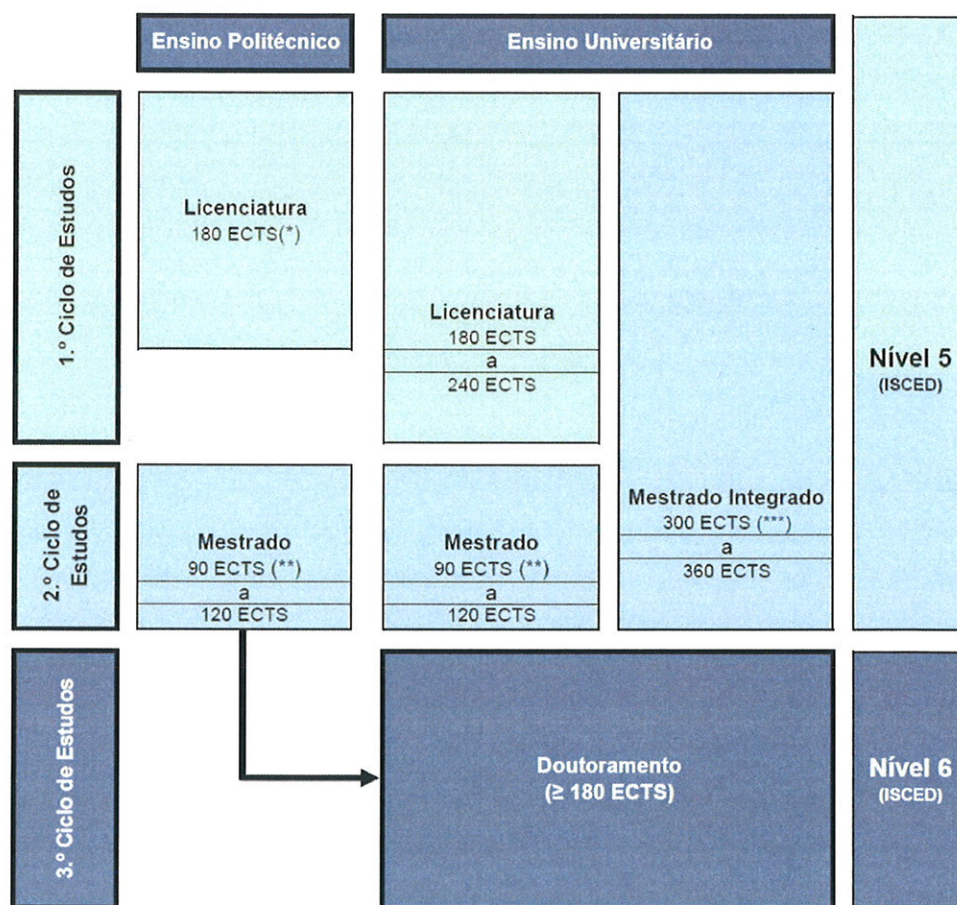 Ensino Politécnico
Ensino Universitário
1.º Ciclo de Estudos
Licenciatura
180 ECTS(*)
Licenciatura
180 ECTS
a
240 ECTS
Nível 5
(ISCED)
2.º Ciclo de
Estudos
Mestrado
90 ECTS (**)
a
120 ECTS
Mestrado
90 ECTS (**)
a
120 ECTS
Mestrado Integrado
300 ECTS (***)
a
360 ECTS
3.º Ciclo de Estudos
Doutoramento
(≥ 180 ECTS)
Nível 6
(ISCED)